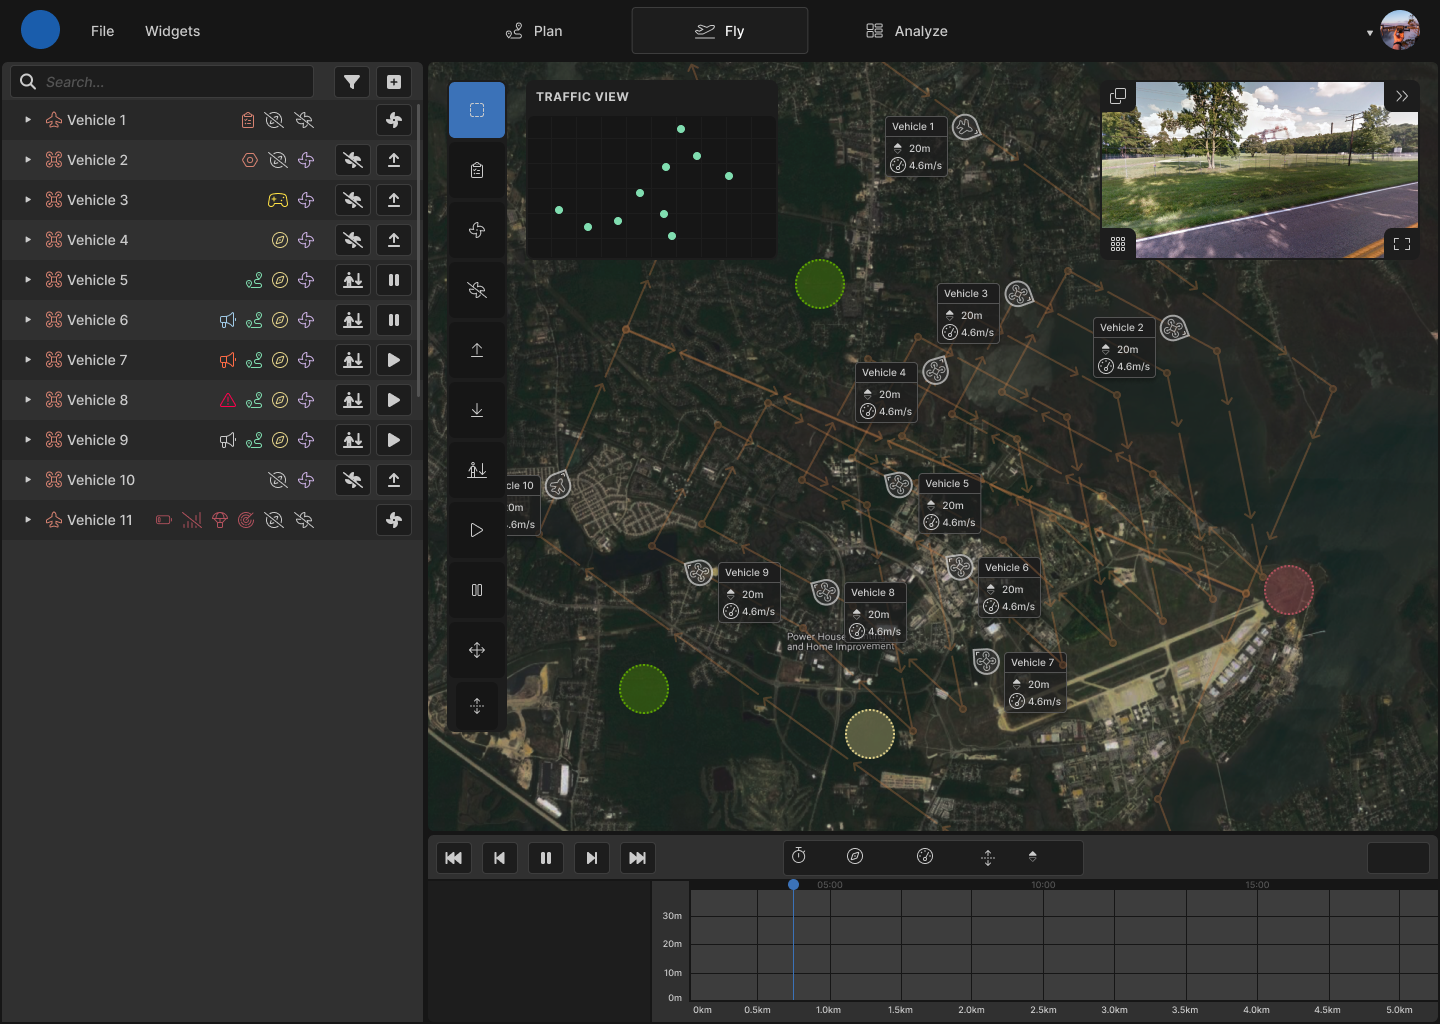 File
Widgets
Plan
Fly
Analyze
Search...
Vehicle 1
Vehicle 2
Vehicle 3
Vehicle 4
Vehicle 5
Vehicle 6
Vehicle 7
Vehicle 8
Vehicle 9
Vehicle 10
Vehicle 11
TRAFFIC VIEW
Vehicle 1
20m
4.6m/s
Vehicle 3
20m
4.6m/s
Vehicle 2
20m
4.6m/s
Vehicle 4
20m
4.6m/s
cle 10
20m
4.6m/s
Vehicle 5
20m
4.6m/s
Vehicle 9
20m
4.6m/s
Vehicle 6
20m
4.6m/s
Vehicle 8
20m
4.6m/s
Power House
and Home Improvement
Vehicle 7
20m
4.6m/s
05:00
10:00
15:00
30m
20m
10m
0m
0km
0.5km
1.0km
1.5km
2.0km
2.5km
3.0km
3.5km
4.0km
4.5km
5.0km